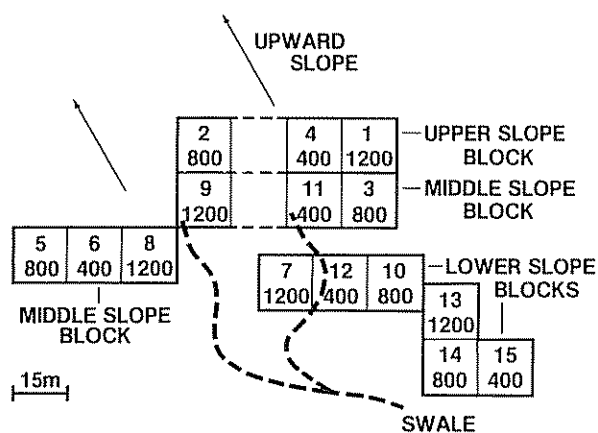 UPWARD
SLOPE
2 4 1
800 400 1200
UPPER SLOPE
BLOCK
9 11 3
1200 400 800
MIDDLE SLOPE
BLOCK
5 6 8
800 400 1200
MIDDLE SLOPE
BLOCK
7 12 10
1200 400 800
LOWER SLOPE
BLOCKS
13
1200
14 15
800 400
15m
SWALE